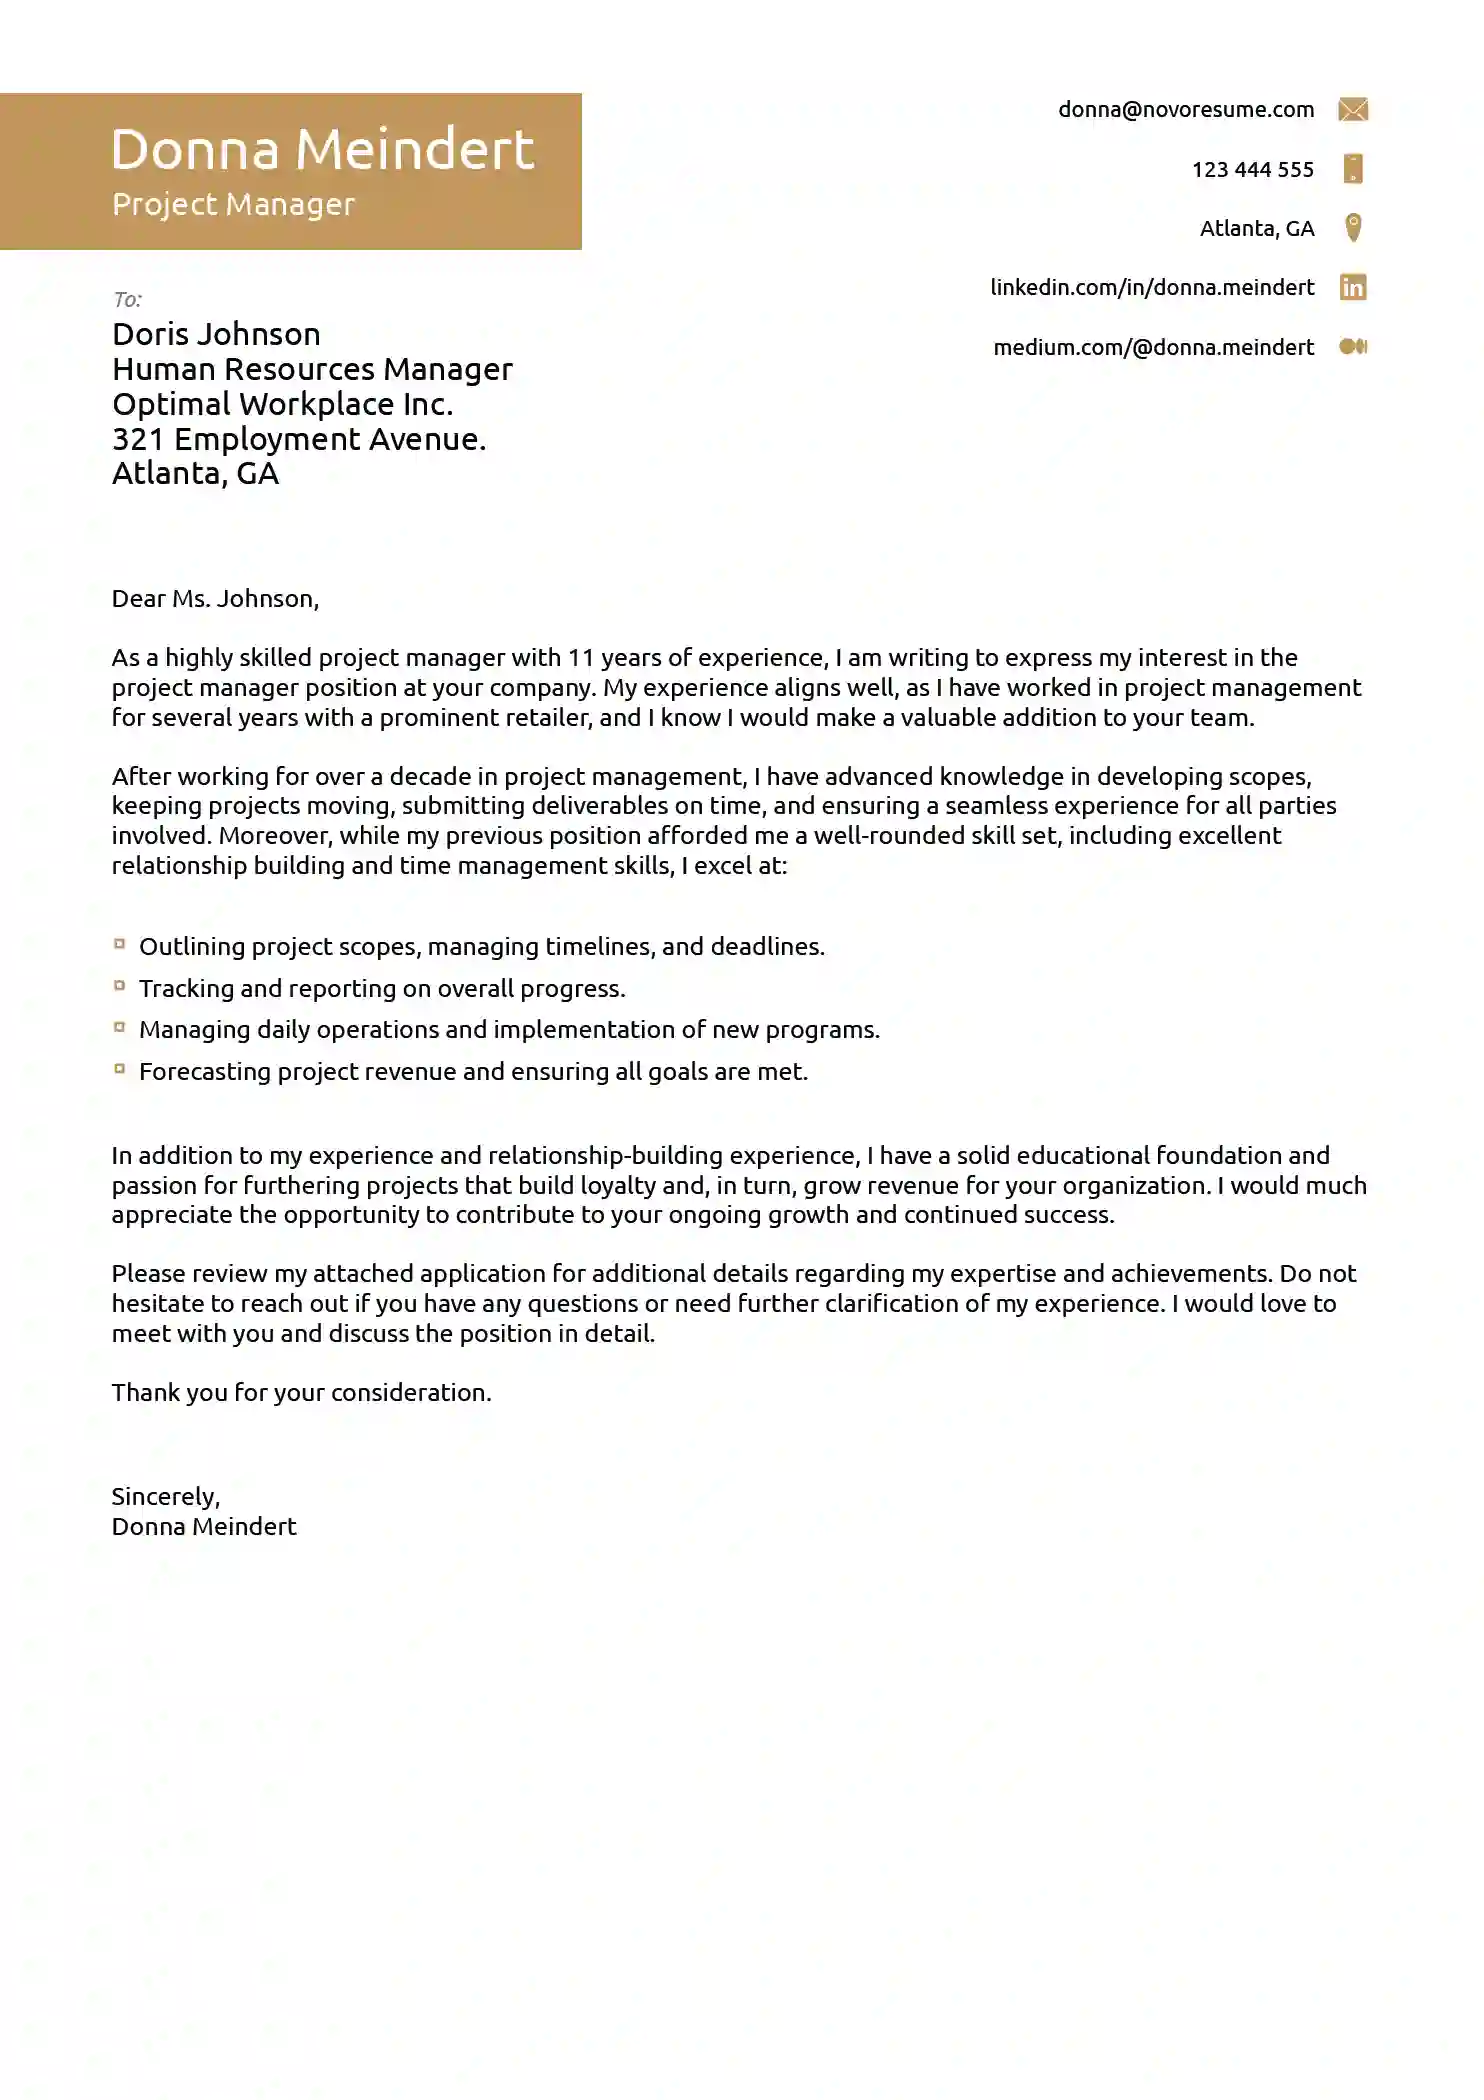 Donna Meindert
Project Manager
donna@novoresume.com
123 444 555
Atlanta, GA
linkedin.com/in/donna.meindert
medium.com/@donna.meindert
To:
Doris Johnson
Human Resources Manager
Optimal Workplace Inc.
321 Employment Avenue.
Atlanta, GA
Dear Ms. Johnson,
As a highly skilled project manager with 11 years of experience, I am writing to express my interest in the
project manager position at your company. My experience aligns well, as I have worked in project management
for several years with a prominent retailer, and I know I would make a valuable addition to your team.
After working for over a decade in project management, I have advanced knowledge in developing scopes,
keeping projects moving, submitting deliverables on time, and ensuring a seamless experience for all parties
involved. Moreover, while my previous position afforded me a well-rounded skill set, including excellent
relationship building and time management skills, I excel at:
Outlining project scopes, managing timelines, and deadlines.
Tracking and reporting on overall progress.
Managing daily operations and implementation of new programs.
Forecasting project revenue and ensuring all goals are met.
In addition to my experience and relationship-building experience, I have a solid educational foundation and
passion for furthering projects that build loyalty and, in turn, grow revenue for your organization. I would much
appreciate the opportunity to contribute to your ongoing growth and continued success.
Please review my attached application for additional details regarding my expertise and achievements. Do not
hesitate to reach out if you have any questions or need further clarification of my experience. I would love to
meet with you and discuss the position in detail.
Thank you for your consideration.
Sincerely,
Donna Meindert